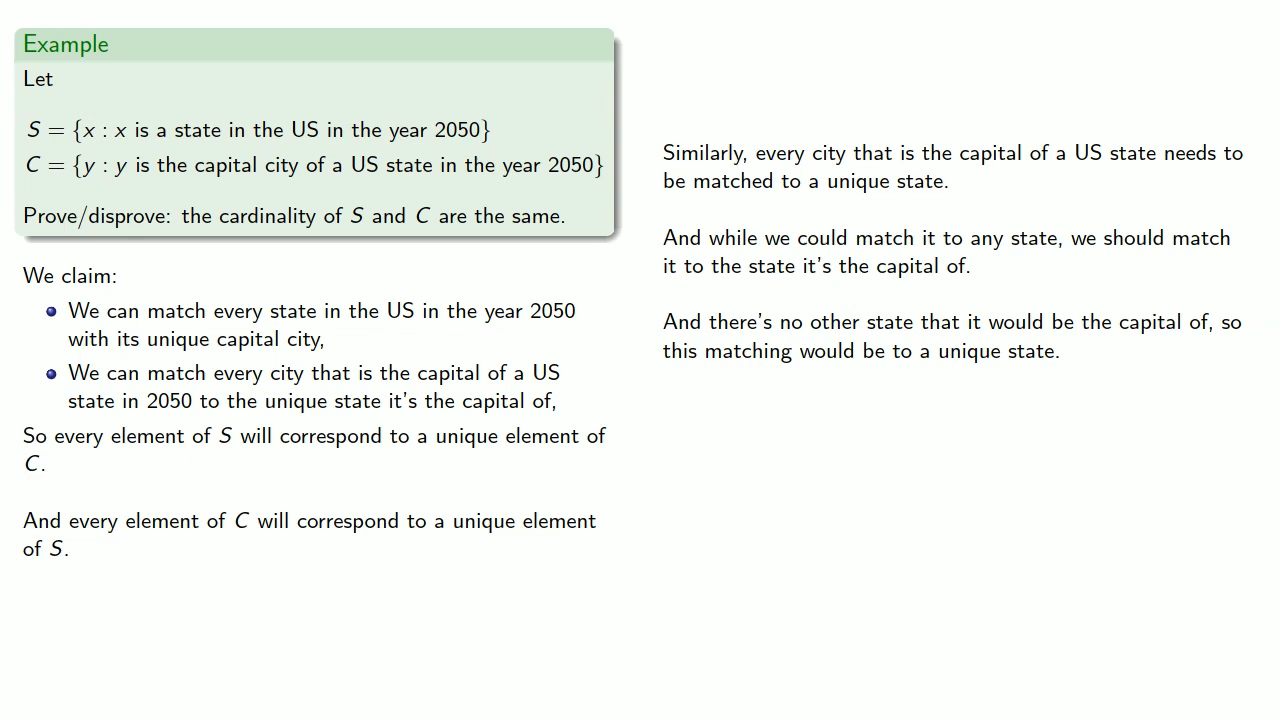 Example
Let
S = {x : x is a state in the US in the year 2050}
C = {y : y is the capital city of a US state in the year 2050}
Prove/disprove: the cardinality of S and C are the same.
We claim:
We can match every state in the US in the year 2050
with its unique capital city,
We can match every city that is the capital of a US
state in 2050 to the unique state it's the capital of,
So every element of S will correspond to a unique element of
C.
And every element of C will correspond to a unique element
of S.
Similarly, every city that is the capital of a US state needs to
be matched to a unique state.
And while we could match it to any state, we should match
it to the state it's the capital of.
And there's no other state that it would be the capital of, so
this matching would be to a unique state.